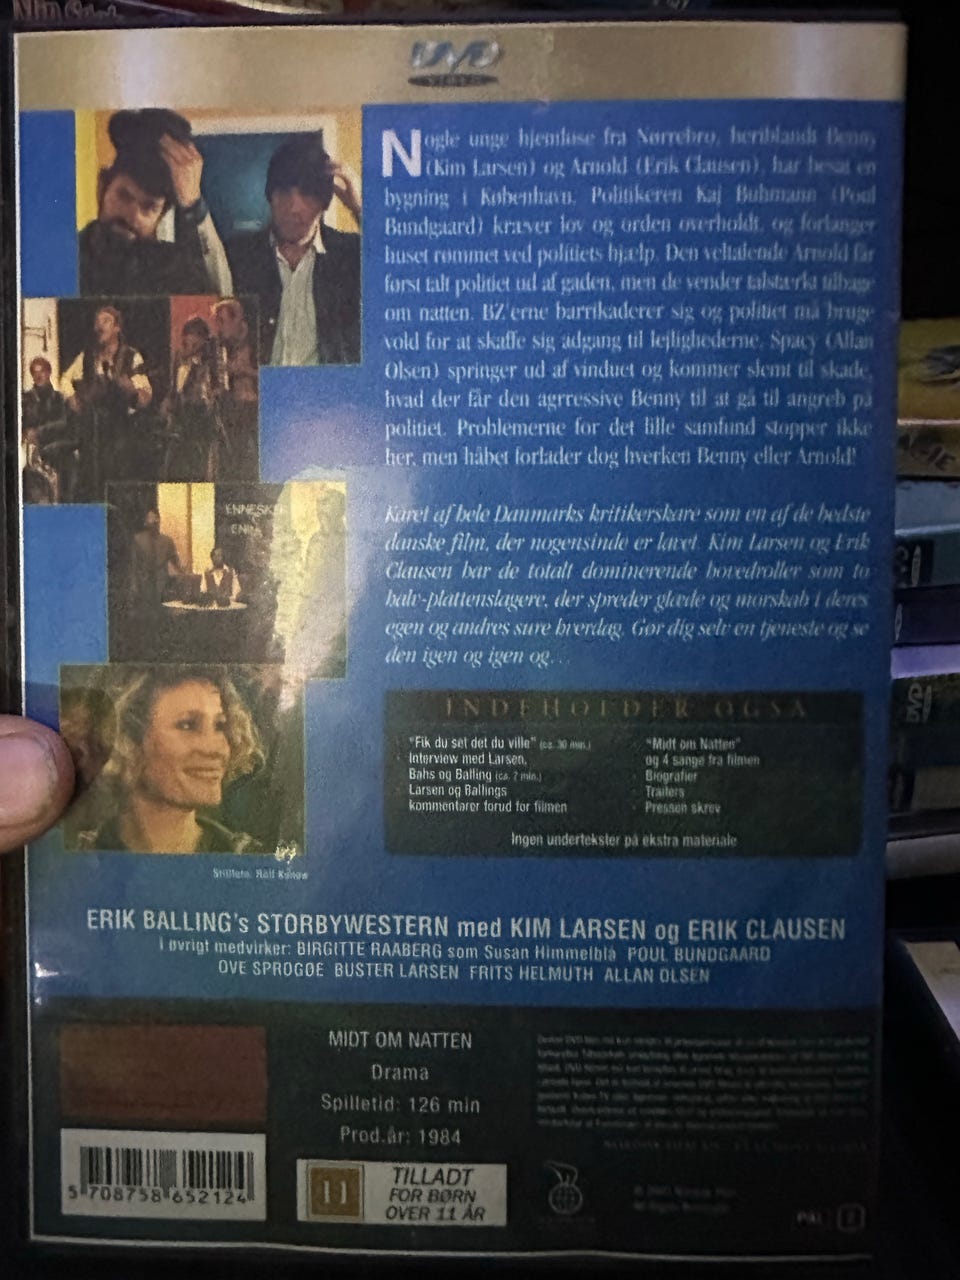 DVD
VIDEO
Nogle unge hjemløse fra Nørrebro, heriblandt Benny
(Kim Larsen) og Arnold (Erik Clausen), har besat en
bygning i København. Politikeren Kaj Buhmann (Poul
Bundgaard) kræver lov og orden overholdt, og forlanger
huset rømmet ved politiets hjælp. Den veltalende Arnold får
først talt politiet ud af gaden, men de vender talstærkt tilbage
om natten. BZ'erne barrikaderer sig og politiet må bruge
vold for at skaffe sig adgang til lejlighederne. Spacy (Allan
Olsen) springer ud af vinduet og kommer slemt til skade,
hvad der får den agrressive Benny til at gå til angreb på
politiet. Problemerne for det lille samfund stopper ikke
her, men håbet forlader dog hverken Benny eller Arnold!
Kåret af hele Danmarks kritikerskare som en af de bedste
danske film, der nogensinde er lavet. Kim Larsen og Erik
Clausen har de totalt dominerende hovedroller som to
halv-plattenslagere, der spreder glæde og morskab i deres
egen og andres sure hverdag. Gør dig selv en tjeneste og se
den igen og igen og...
INDEHOLDER OGSÅ
"Fik du set det du ville" (ca. 30 min.)
Interview med Larsen,
Bahs og Balling (ca. 7 min.)
Larsen og Ballings
kommentarer forud for filmen
"Midt om Natten"
og 4 sange fra filmen
Biografier
Trailers
Pressen skrev
Ingen undertekster på ekstra materiale
Stillfoto: Rolf Konow
ERIK BALLING's STORBYWESTERN med KIM LARSEN og ERIK CLAUSEN
I øvrigt medvirker: BIRGITTE RAABERG som Susan Himmelblå POUL BUNDGAARD
OVE SPROGØE BUSTER LARSEN FRITS HELMUTH ALLAN OLSEN
MIDT OM NATTEN
Drama
Spilletid: 126 min
Prod.år: 1984
5 708758 652124
11
TILLADT
FOR BØRN
OVER 11 ÅR
PAL 2